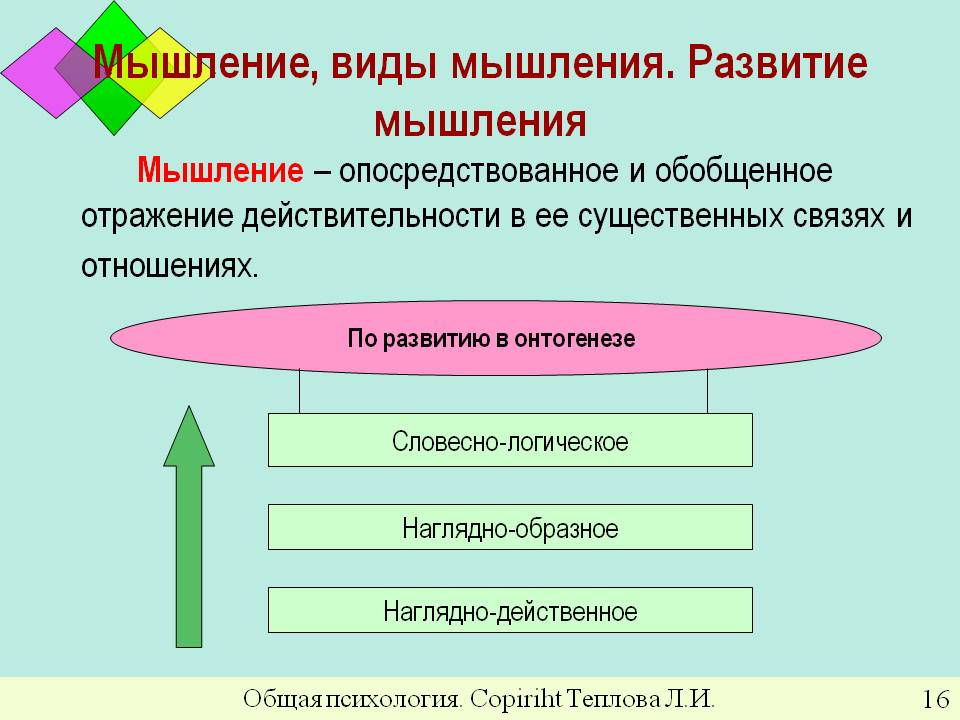 Мышление, виды мышления. Развитие
мышления
Мышление – опосредствованное и обобщенное
отражение действительности в ее существенных связях и
отношениях.
По развитию в онтогенезе
Словесно-логическое
Наглядно-образное
Наглядно-действенное
Общая психология. Copiriht Теплова Л.И.
16